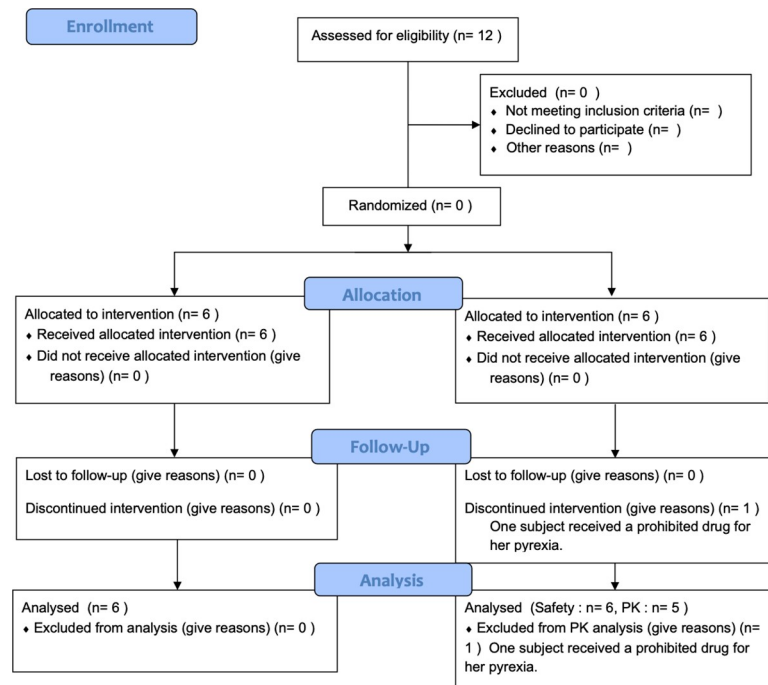 Enrollment
Assessed for eligibility (n= 12 )
Excluded  (n= 0  )
♦ Not meeting inclusion criteria (n=  )
♦ Declined to participate (n=  )
♦ Other reasons (n=  )
Randomized (n= 0 )
Allocation
Allocated to intervention (n= 6 )
♦ Received allocated intervention (n= 6 )
♦ Did not receive allocated intervention (give
reasons) (n= 0 )
Allocated to intervention (n= 6 )
♦ Received allocated intervention (n= 6 )
♦ Did not receive allocated intervention (give
reasons) (n= 0 )
Follow-Up
Lost to follow-up (give reasons) (n= 0 )
Discontinued intervention (give reasons) (n= 0 )
Lost to follow-up (give reasons) (n= 0 )
Discontinued intervention (give reasons) (n= 1 )
One subject received a prohibited drug for
her pyrexia.
Analysis
Analysed  (n= 6 )
♦ Excluded from analysis (give reasons) (n= 0 )
Analysed  (Safety : n= 6, PK : n= 5 )
♦ Excluded from PK analysis (give reasons) (n=
1 )  One subject received a prohibited drug for
her pyrexia.